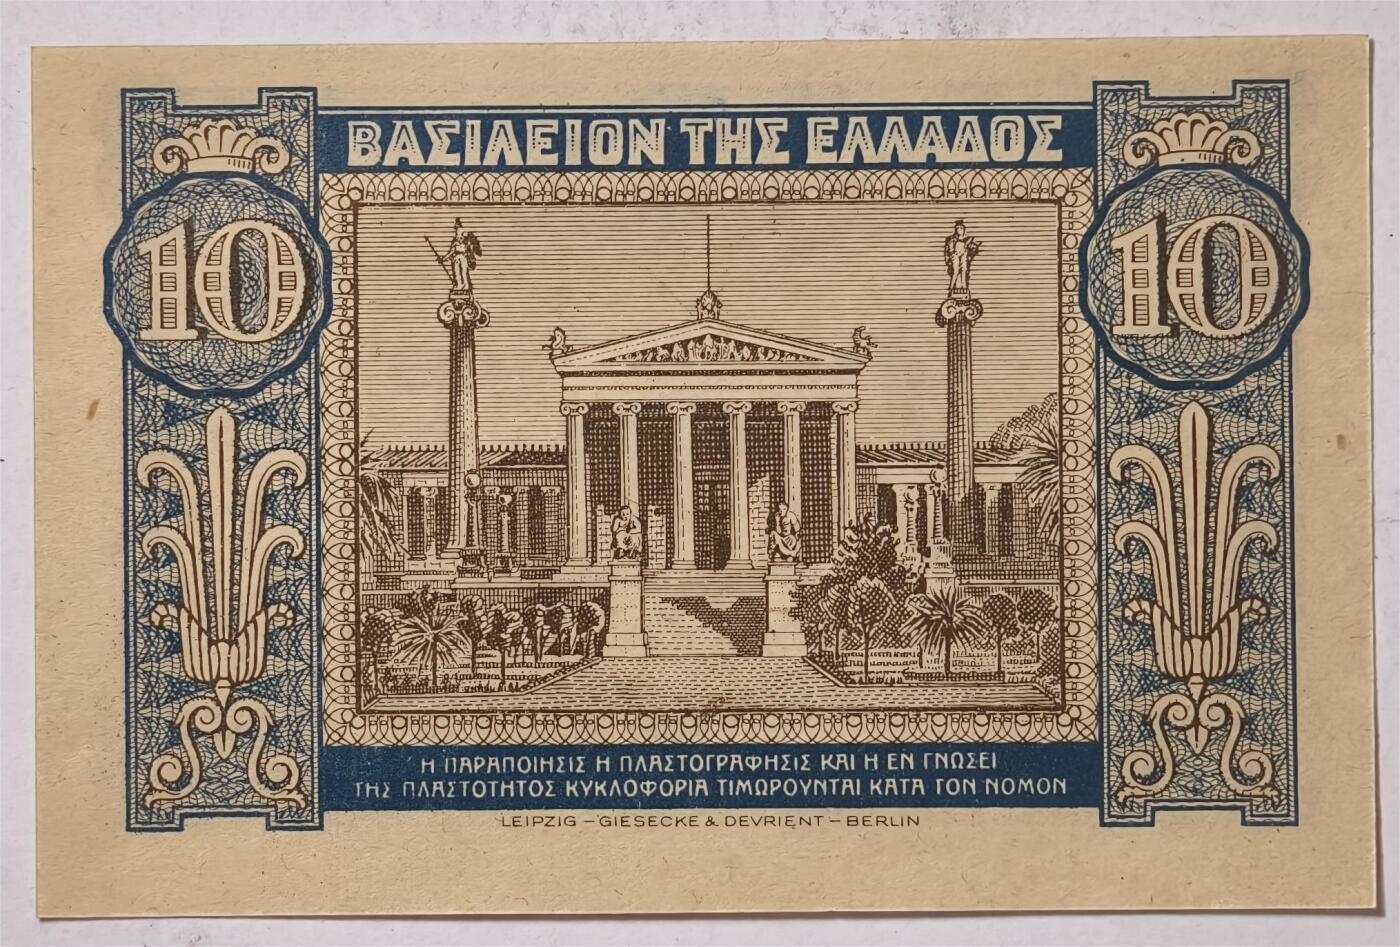 ΒΑΣΙΛΕΙΟΝ ΤΗΣ ΕΛΛΑΔΟΣ
10 10
Η ΠΑΡΑΠΟΙΗΣΙΣ Η ΠΛΑΣΤΟΓΡΑΦΗΣΙΣ ΚΑΙ Η ΕΝ ΓΝΩΣΕΙ
ΤΗΣ ΠΛΑΣΤΟΤΗΤΟΣ ΚΥΚΛΟΦΟΡΙΑ ΤΙΜΩΡΟΥΝΤΑΙ ΚΑΤΑ ΤΟΝ ΝΟΜΟΝ
LEIPZIG – GIESECKE & DEVRIENT – BERLIN